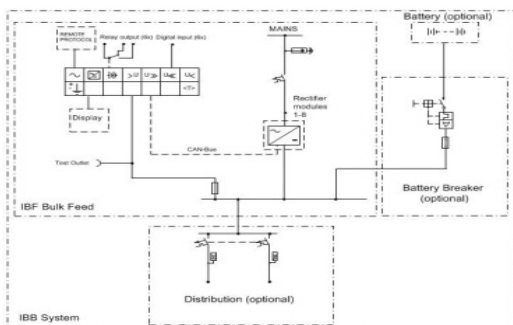 Battery (optional)
REMOTE
PROTOCOL
Relay output (6x)
Digital input (6x)
MAINS
Rectifier
modules
1-8
Display
CAN-Bus
Test Outlet
IBF Bulk Feed
Battery Breaker
(optional)
Distribution (optional)
IBB System